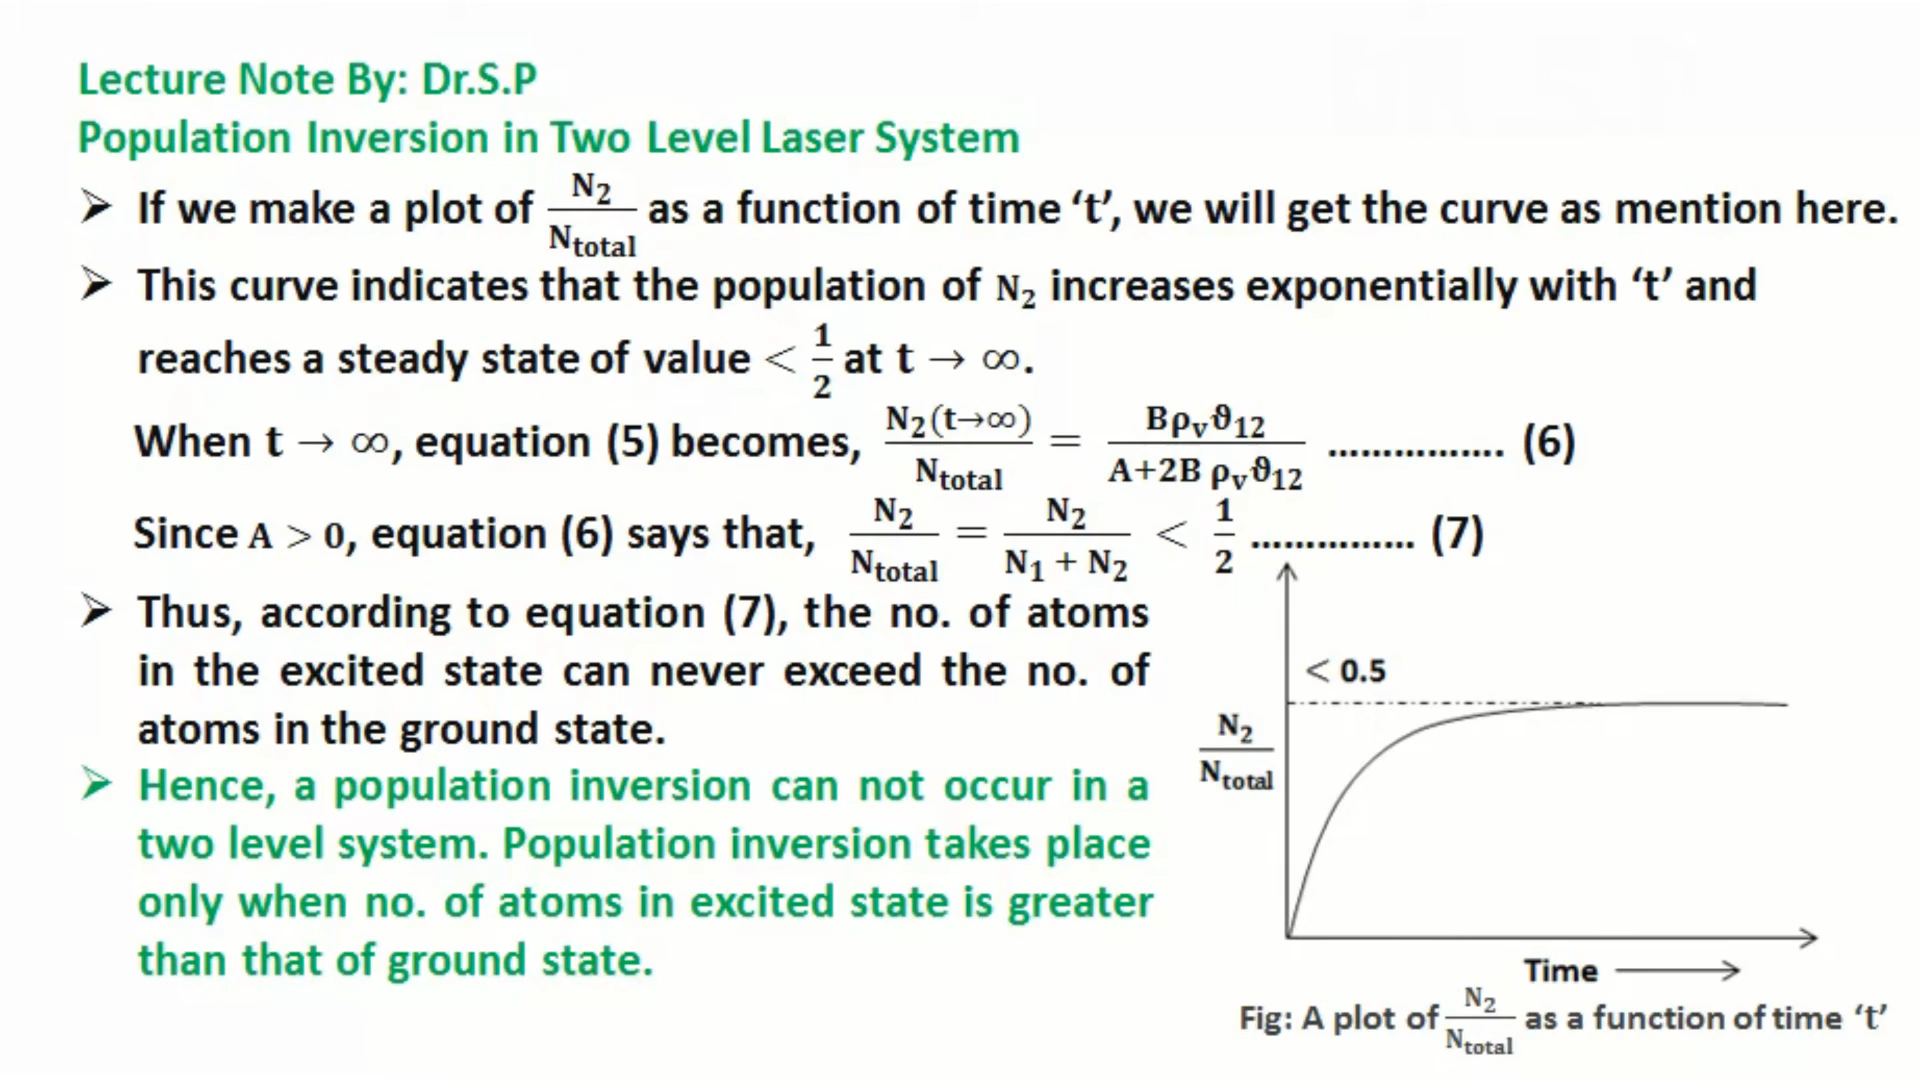 Lecture Note By: Dr.S.P
Population Inversion in Two Level Laser System
➢ If we make a plot of N₂/Nₜₒₜₐₗ as a function of time ‘t’, we will get the curve as mention here.
➢ This curve indicates that the population of N₂ increases exponentially with ‘t’ and
reaches a steady state of value < 1/2 at t → ∞.
When t → ∞, equation (5) becomes, N₂(t→∞)/Nₜₒₜₐₗ = Bρᵥϑ₁₂/A+2B ρᵥϑ₁₂ ................ (6)
Since A > 0, equation (6) says that, N₂/Nₜₒₜₐₗ = N₂/N₁ + N₂ < 1/2 ............... (7)
➢ Thus, according to equation (7), the no. of atoms
in the excited state can never exceed the no. of
atoms in the ground state.
➢ Hence, a population inversion can not occur in a
two level system. Population inversion takes place
only when no. of atoms in excited state is greater
than that of ground state.
< 0.5
N₂/Nₜₒₜₐₗ
Time
Fig: A plot of N₂/Nₜₒₜₐₗ as a function of time ‘t’